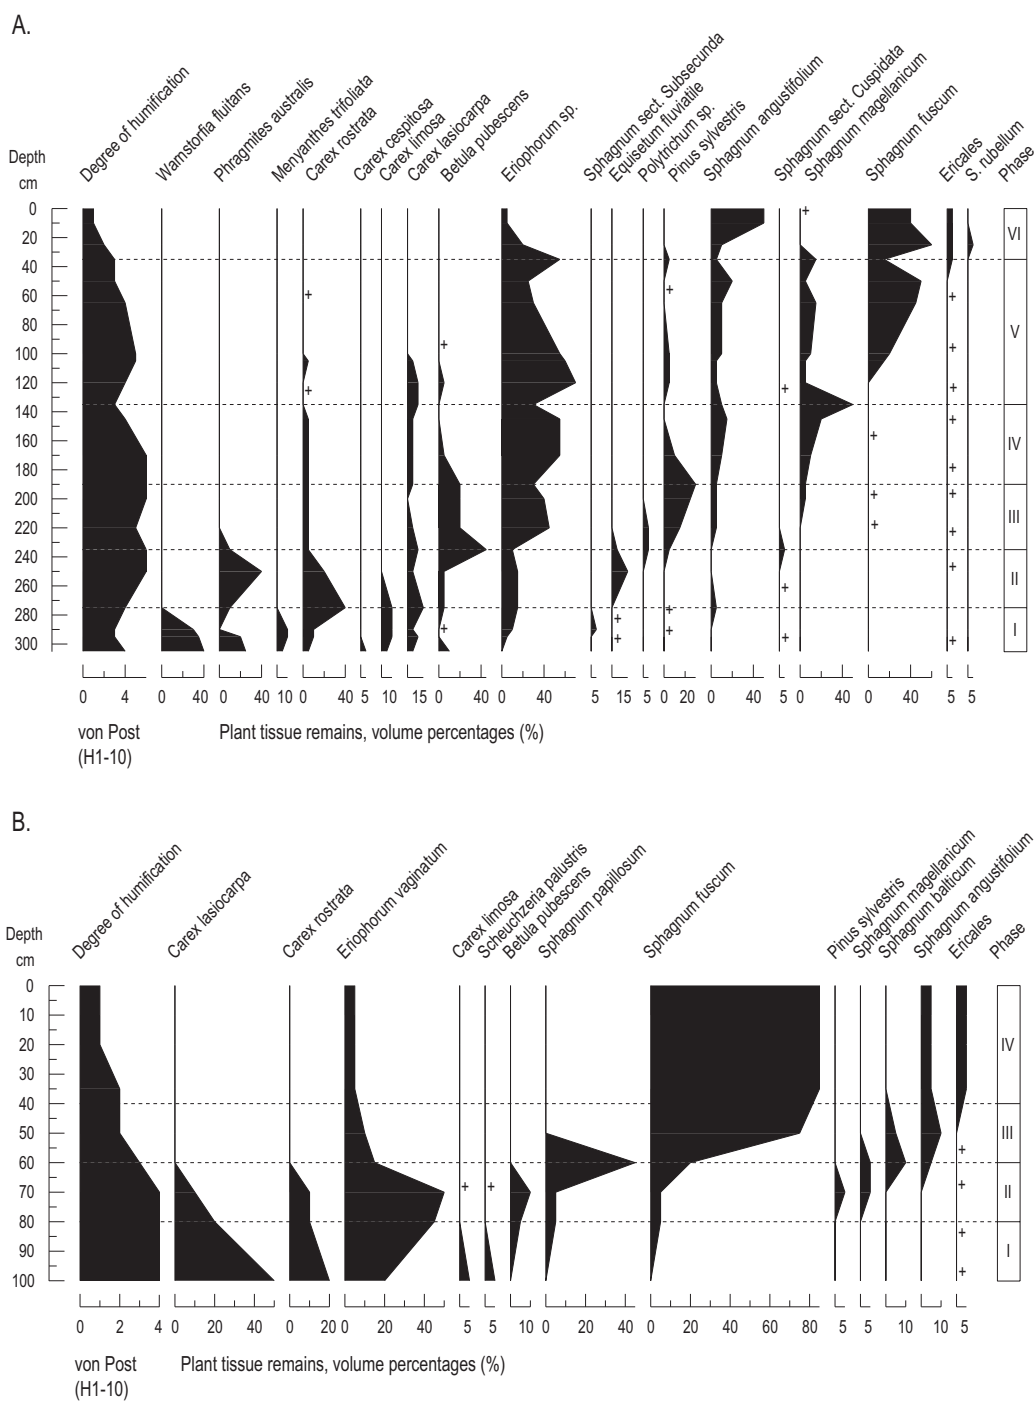 A.
Degree of humification
Warnstorfia fluitans
Phragmites australis
Menyanthes trifoliata
Carex rostrata
Carex cespitosa
Carex limosa
Carex lasiocarpa
Betula pubescens
Eriophorum sp.
Sphagnum sect. Subsecunda
Equisetum fluviatile
Polytrichum sp.
Pinus sylvestris
Sphagnum angustifolium
Sphagnum sect. Cuspidata
Sphagnum magellanicum
Sphagnum fuscum
Ericales
S. rubellum
Phase
Depth
cm
0
20
40
60
80
100
120
140
160
180
200
220
240
260
280
300
VI
V
IV
III
II
I
0 4 0 40 0 40 10 0 40 5 10 15 0 40 0 40 5 15 5 0 20 0 40 5 0 40 0 40 5 5
von Post
(H1-10)
Plant tissue remains, volume percentages (%)
B.
Degree of humification
Carex lasiocarpa
Carex rostrata
Eriophorum vaginatum
Carex limosa
Scheuchzeria palustris
Betula pubescens
Sphagnum papillosum
Sphagnum fuscum
Pinus sylvestris
Sphagnum magellanicum
Sphagnum balticum
Sphagnum angustifolium
Ericales
Phase
Depth
cm
0
10
20
30
40
50
60
70
80
90
100
IV
III
II
I
0 2 4 0 20 40 0 20 0 20 40 5 5 10 0 20 40 0 20 40 60 80 5 5 10 10 5
von Post
(H1-10)
Plant tissue remains, volume percentages (%)